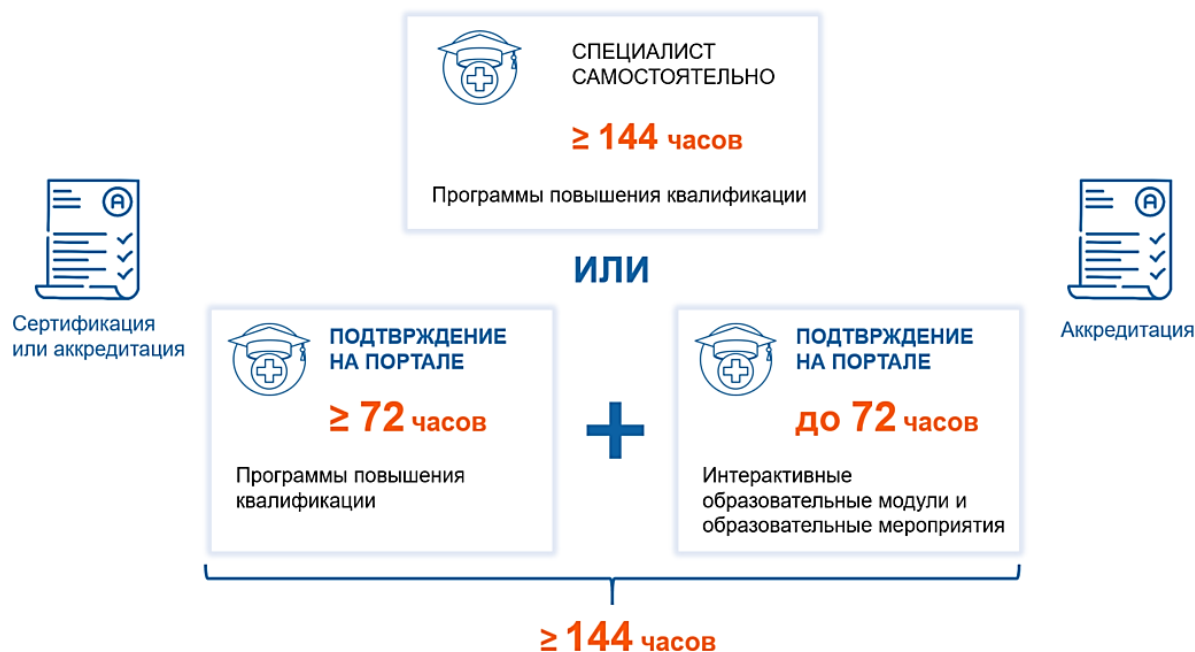 СПЕЦИАЛИСТ
САМОСТОЯТЕЛЬНО
≥ 144 часов
Программы повышения квалификации
ИЛИ
Сертификация
или аккредитация
Аккредитация
ПОДТВРЖДЕНИЕ
НА ПОРТАЛЕ
≥ 72 часов
Программы повышения
квалификации
+
ПОДТВРЖДЕНИЕ
НА ПОРТАЛЕ
до 72 часов
Интерактивные
образовательные модули и
образовательные мероприятия
≥ 144 часов